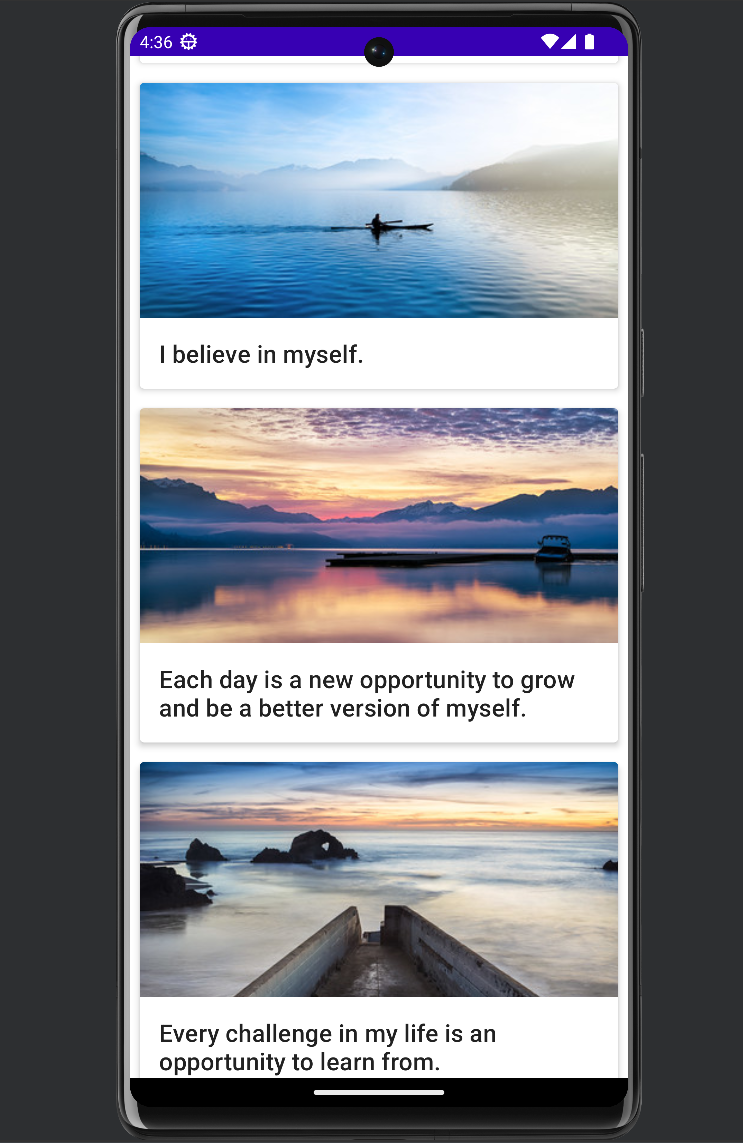 4:36
I believe in myself.
Each day is a new opportunity to grow
and be a better version of myself.
Every challenge in my life is an
opportunity to learn from.